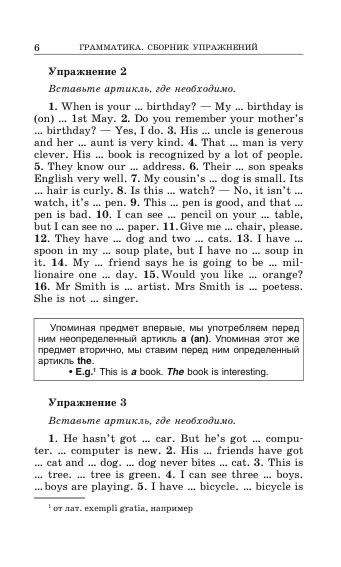 6
ГРАММАТИКА. СБОРНИК УПРАЖНЕНИЙ
Упражнение 2
Вставьте артикль, где необходимо.
1. When is your ... birthday? — My ... birthday is
(on) ... 1st May. 2. Do you remember your mother's
... birthday? — Yes, I do. 3. His ... uncle is generous
and her ... aunt is very kind. 4. That ... man is very
clever. His ... book is recognized by a lot of people.
5. They know our ... address. 6. Their ... son speaks
English very well. 7. My cousin's ... dog is small. Its
... hair is curly. 8. Is this ... watch? — No, it isn't ...
watch, it's ... pen. 9. This ... pen is good, and that ...
pen is bad. 10. I can see ... pencil on your ... table,
but I can see no ... paper. 11. Give me ... chair, please.
12. They have ... dog and two ... cats. 13. I have ...
spoon in my ... soup plate, but I have no ... soup in
it. 14. My ... friend says he is going to be ... mil-
lionaire one ... day. 15. Would you like ... orange?
16. Mr Smith is ... artist. Mrs Smith is ... poetess.
She is not ... singer.
Упоминая предмет впервые, мы употребляем перед
ним неопределенный артикль a (an). Упоминая этот же
предмет вторично, мы ставим перед ним определенный
артикль the.
• E.g.¹ This is a book. The book is interesting.
Упражнение 3
Вставьте артикль, где необходимо.
1. He hasn't got ... car. But he's got ... compu-
ter. ... computer is new. 2. His ... friends have got
... cat and ... dog. ... dog never bites ... cat. 3. This is
... tree. ... tree is green. 4. I can see three ... boys.
... boys are playing. 5. I have ... bicycle. ... bicycle is
¹ от лат. exempli gratia, например